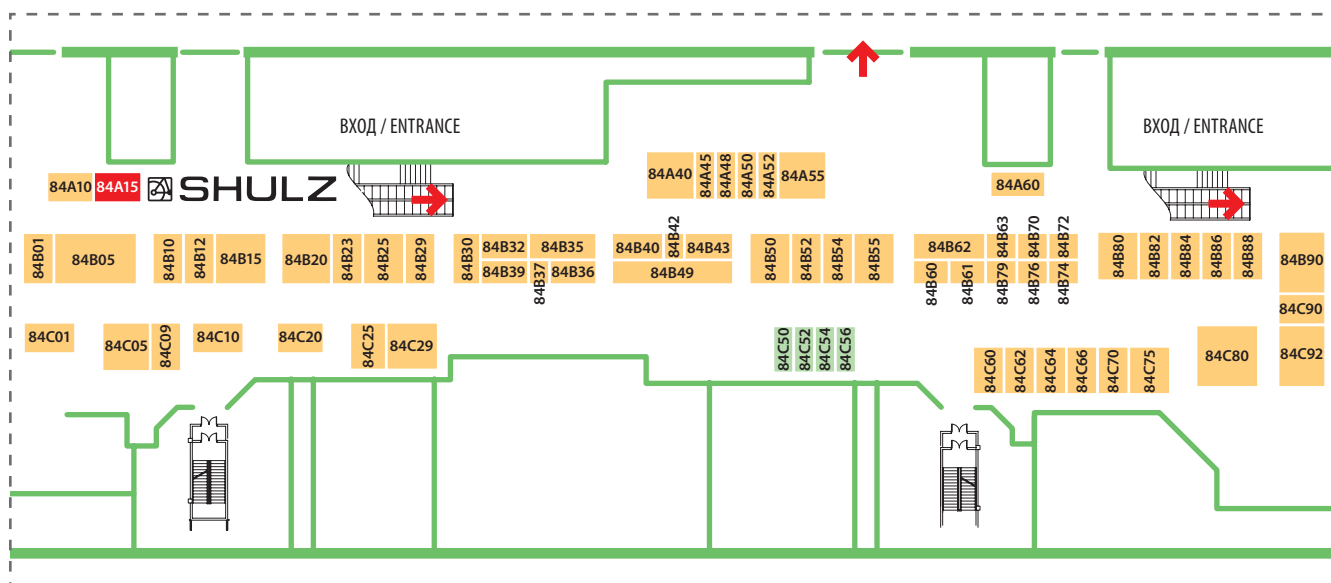 ВХОД / ENTRANCE
ВХОД / ENTRANCE
84A10
84A15
SHULZ
84A40
84A45
84A48
84A50
84A52
84A55
84A60
84B01
84B05
84B10
84B12
84B15
84B20
84B23
84B25
84B29
84B30
84B32
84B35
84B39
84B37
84B36
84B40
84B42
84B43
84B49
84B50
84B52
84B54
84B55
84B62
84B63
84B70
84B72
84B60
84B61
84B79
84B76
84B74
84B80
84B82
84B84
84B86
84B88
84B90
84C90
84C01
84C05
84C09
84C10
84C20
84C25
84C29
84C50
84C52
84C54
84C56
84C60
84C62
84C64
84C66
84C70
84C75
84C80
84C92